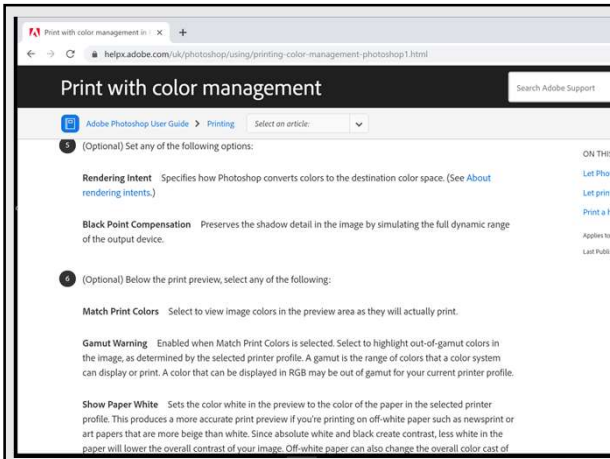 Print with color management in
helpx.adobe.com/uk/photoshop/using/printing-color-management-photoshop1.html
Print with color management
Search Adobe Support
Adobe Photoshop User Guide > Printing Select an article:
5 (Optional) Set any of the following options:
ON THIS
Rendering Intent Specifies how Photoshop converts colors to the destination color space. (See About
Let Pho
rendering intents.)
Let prin
Black Point Compensation Preserves the shadow detail in the image by simulating the full dynamic range
Print a h
of the output device.
Applies to
Last Publi
6 (Optional) Below the print preview, select any of the following:
Match Print Colors Select to view image colors in the preview area as they will actually print.
Gamut Warning Enabled when Match Print Colors is selected. Select to highlight out-of-gamut colors in
the image, as determined by the selected printer profile. A gamut is the range of colors that a color system
can display or print. A color that can be displayed in RGB may be out of gamut for your current printer profile.
Show Paper White Sets the color white in the preview to the color of the paper in the selected printer
profile. This produces a more accurate print preview if you're printing on off-white paper such as newsprint or
art papers that are more beige than white. Since absolute white and black create contrast, less white in the
paper will lower the overall contrast of your image. Off-white paper can also change the overall color cast of